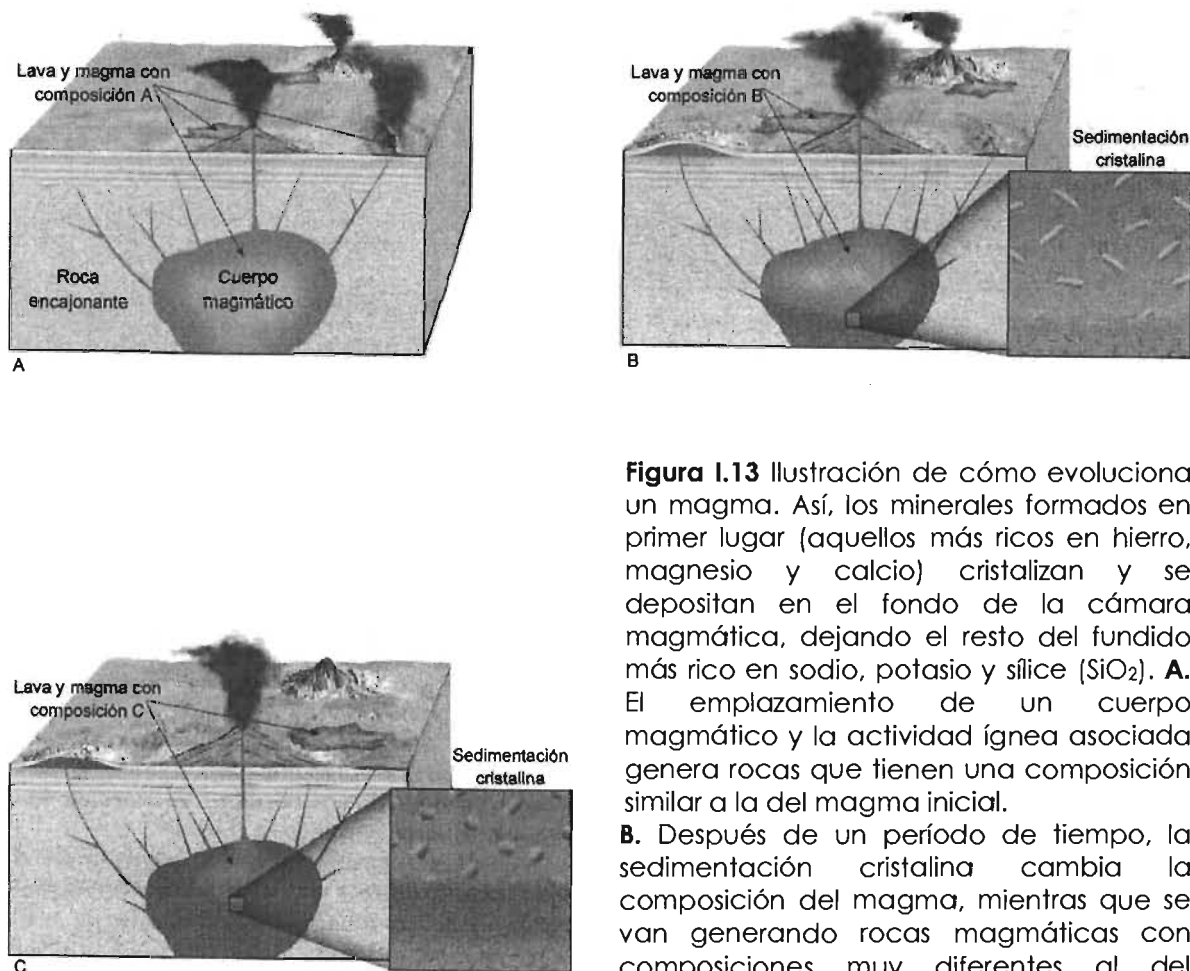 Lava y magma con
composición A
Roca
encajonante
Cuerpo
magmático
A
Lava y magma con
composición B
Sedimentación
cristalina
B
Figura I.13 Ilustración de cómo evoluciona
un magma. Así, los minerales formados en
primer lugar (aquellos más ricos en hierro,
magnesio y calcio) cristalizan y se
depositan en el fondo de la cámara
magmática, dejando el resto del fundido
más rico en sodio, potasio y sílice (SiO₂). A.
El emplazamiento de un cuerpo
magmático y la actividad ígnea asociada
genera rocas que tienen una composición
similar a la del magma inicial.
B. Después de un período de tiempo, la
sedimentación cristalina cambia la
composición del magma, mientras que se
van generando rocas magmáticas con
composiciones muy diferentes al del
Lava y magma con
composición C
Sedimentación
cristalina
C